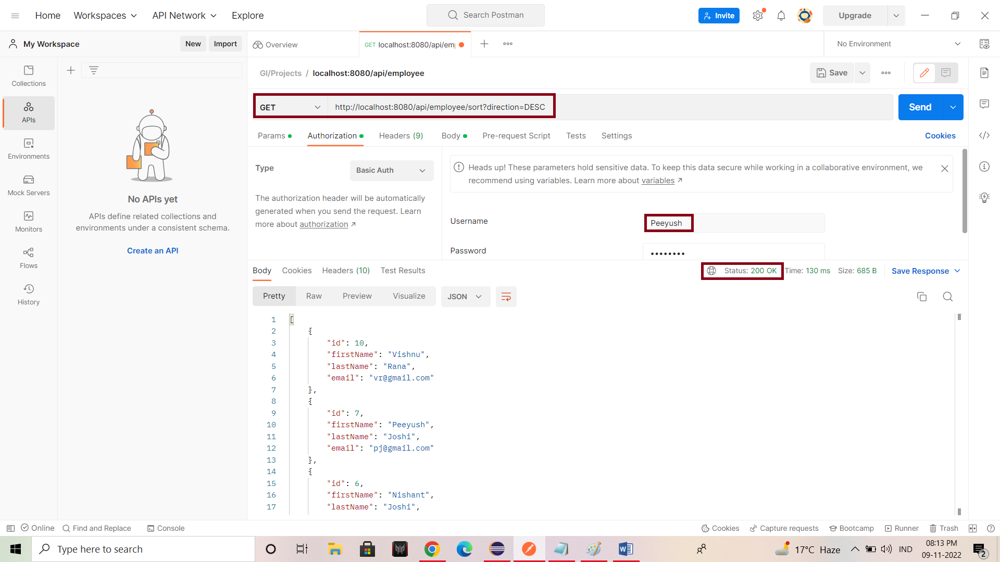 Home Workspaces API Network Explore Search Postman Invite Upgrade
My Workspace New Import Overview GET localhost:8080/api/em No Environment
GI/Projects / localhost:8080/api/employee Save
Collections
APIs
Environments
Mock Servers
Monitors
Flows
History
No APIs yet
APIs define related collections and
environments under a consistent schema.
Create an API
GET http://localhost:8080/api/employee/sort?direction=DESC Send
Params Authorization Headers (9) Body Pre-request Script Tests Settings Cookies
Type Basic Auth
The authorization header will be automatically
generated when you send the request. Learn
more about authorization ↗
Heads up! These parameters hold sensitive data. To keep this data secure while working in a collaborative environment, we
recommend using variables. Learn more about variables ↗
Username Peeyush
Password ••••••••
Body Cookies Headers (10) Test Results Status: 200 OK Time: 130 ms Size: 685 B Save Response
Pretty Raw Preview Visualize JSON
1 [
2 {
3 "id": 10,
4 "firstName": "Vishnu",
5 "lastName": "Rana",
6 "email": "vr@gmail.com"
7 },
8 {
9 "id": 7,
10 "firstName": "Peeyush",
11 "lastName": "Joshi",
12 "email": "pj@gmail.com"
13 },
14 {
15 "id": 6,
16 "firstName": "Nishant",
17 "lastName": "Joshi",
Online Find and Replace Console Cookies Capture requests Bootcamp Runner Trash
Type here to search 17°C Haze IND 08:13 PM
09-11-2022 2